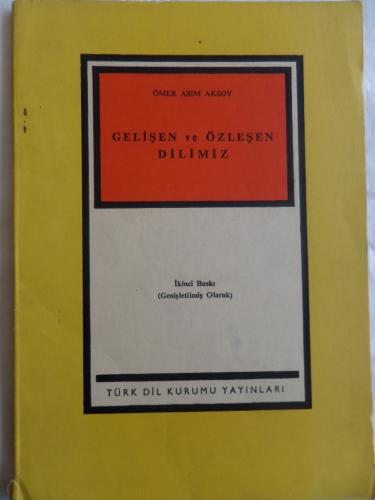 ÖMER ASIM AKSOY
GELİŞEN ve ÖZLEŞEN
DİLİMİZ
İkinci Baskı
(Genişletilmiş Olarak)
TÜRK DİL KURUMU YAYINLARI